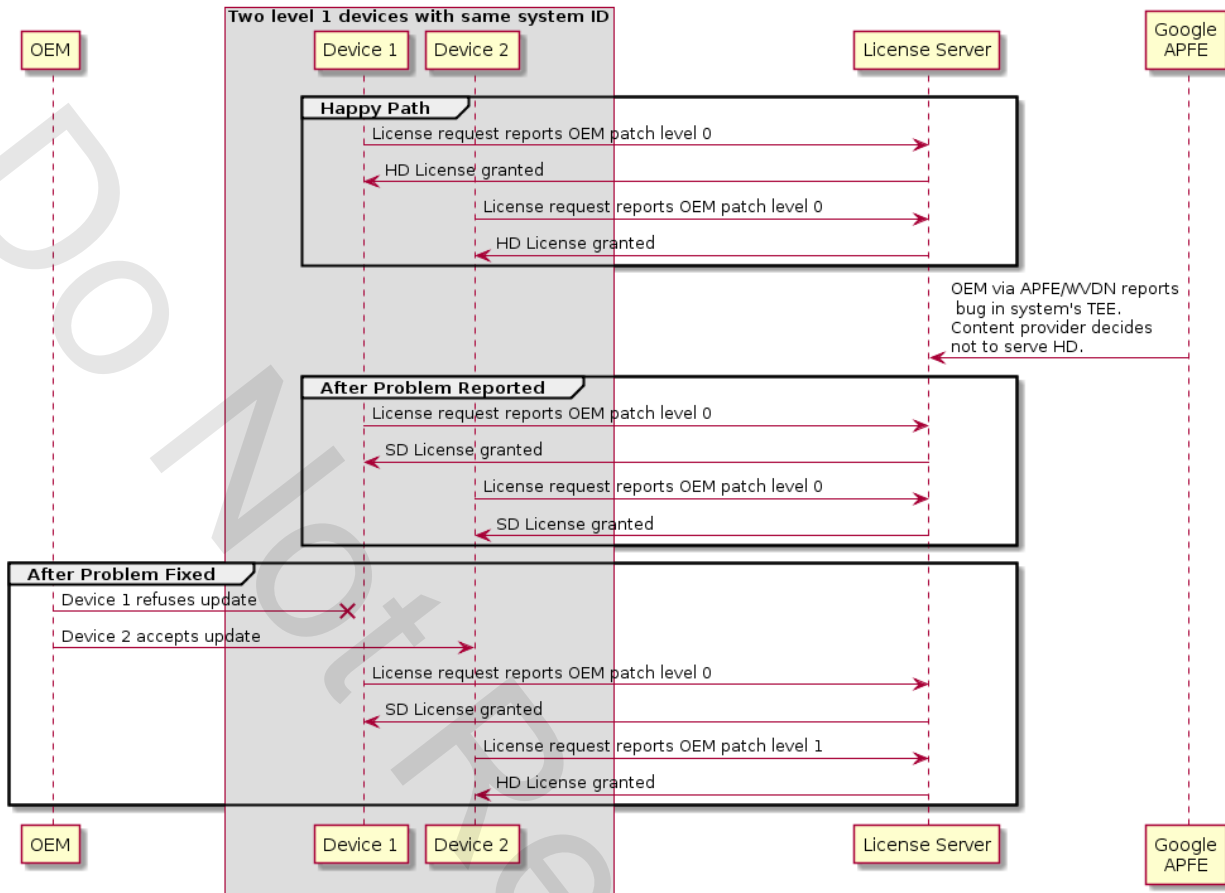 Two level 1 devices with same system ID
OEM
Device 1
Device 2
License Server
Google
APFE
Happy Path
License request reports OEM patch level 0
HD License granted
License request reports OEM patch level 0
HD License granted
OEM via APFE/WVDN reports
bug in system's TEE.
Content provider decides
not to serve HD.
After Problem Reported
License request reports OEM patch level 0
SD License granted
License request reports OEM patch level 0
SD License granted
After Problem Fixed
Device 1 refuses update
Device 2 accepts update
License request reports OEM patch level 0
SD License granted
License request reports OEM patch level 1
HD License granted
OEM
Device 1
Device 2
License Server
Google
APFE
Do Not